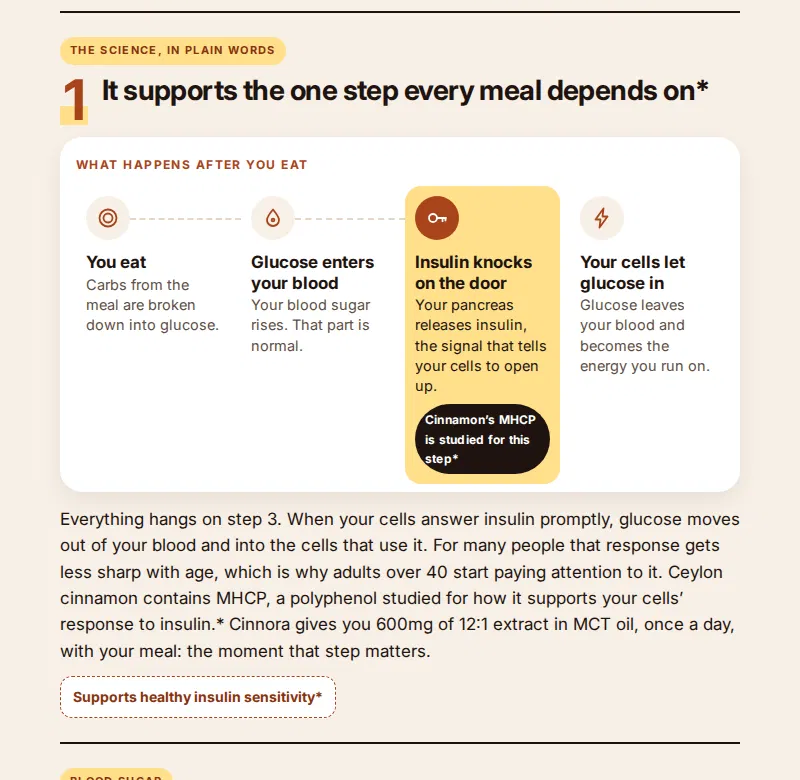 THE SCIENCE, IN PLAIN WORDS
1 It supports the one step every meal depends on*
WHAT HAPPENS AFTER YOU EAT
You eat
Carbs from the
meal are broken
down into glucose.
Glucose enters
your blood
Your blood sugar
rises. That part is
normal.
Insulin knocks
on the door
Your pancreas
releases insulin,
the signal that tells
your cells to open
up.
Cinnamon’s MHCP
is studied for this
step*
Your cells let
glucose in
Glucose leaves
your blood and
becomes the
energy you run on.
Everything hangs on step 3. When your cells answer insulin promptly, glucose moves
out of your blood and into the cells that use it. For many people that response gets
less sharp with age, which is why adults over 40 start paying attention to it. Ceylon
cinnamon contains MHCP, a polyphenol studied for how it supports your cells’
response to insulin.* Cinnora gives you 600mg of 12:1 extract in MCT oil, once a day,
with your meal: the moment that step matters.
Supports healthy insulin sensitivity*
BLOOD SUGAR